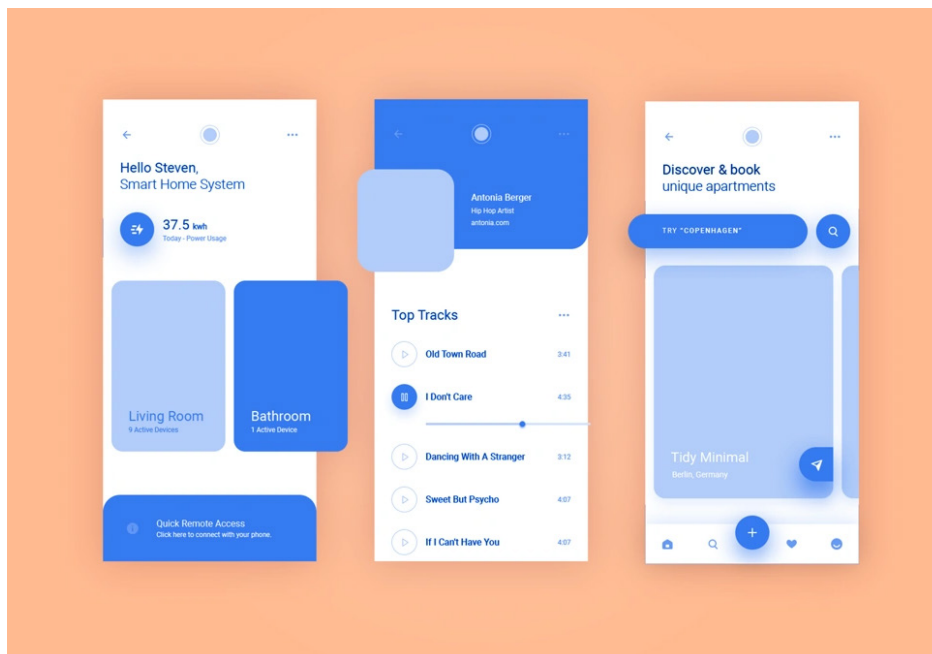 Hello Steven,
Smart Home System
37.5 kwh
Today - Power Usage
Living Room
9 Active Devices
Bathroom
1 Active Device
Quick Remote Access
Click here to connect with your phone.
Antonia Berger
Hip Hop Artist
antonia.com
Top Tracks
Old Town Road 3:41
I Don't Care 4:35
Dancing With A Stranger 3:12
Sweet But Psycho 4:07
If I Can't Have You 4:07
Discover & book
unique apartments
TRY "COPENHAGEN"
Tidy Minimal
Berlin, Germany